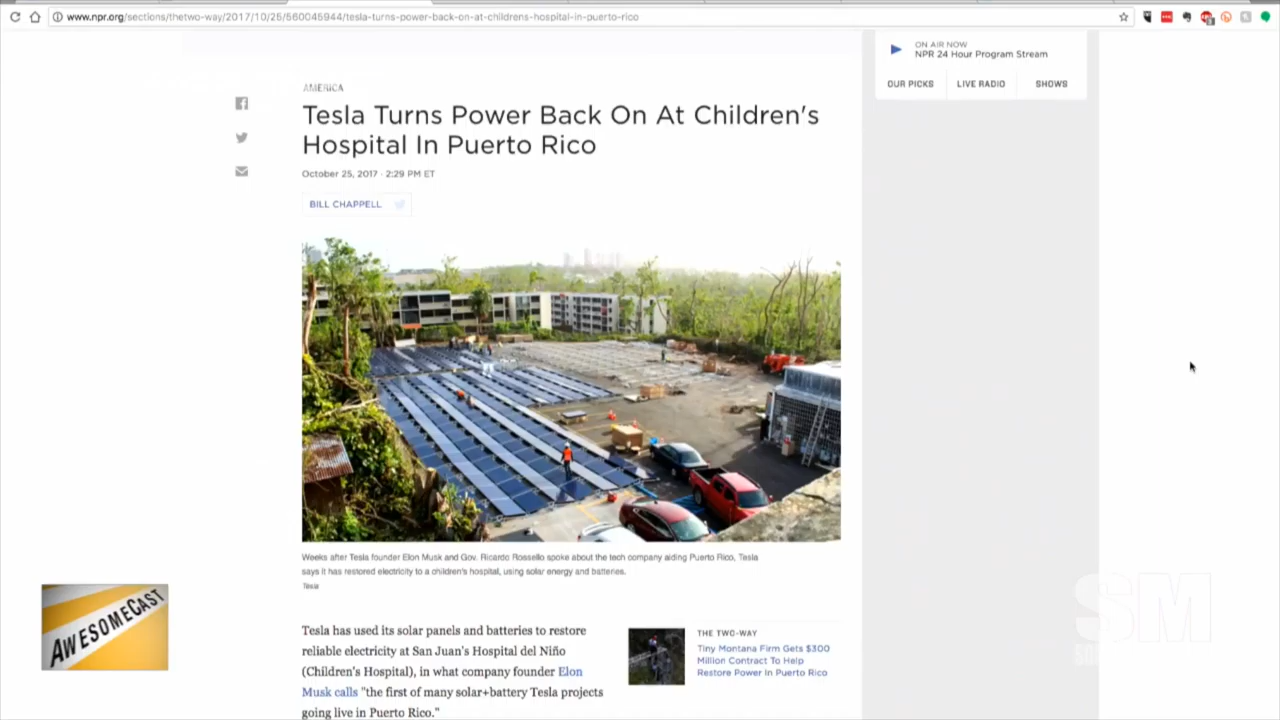 www.npr.org/sections/thetwo-way/2017/10/25/560045944/tesla-turns-power-back-on-at-childrens-hospital-in-puerto-rico
ON AIR NOW
NPR 24 Hour Program Stream
OUR PICKS LIVE RADIO SHOWS
AMERICA
Tesla Turns Power Back On At Children's
Hospital In Puerto Rico
October 25, 2017 · 2:29 PM ET
BILL CHAPPELL
Weeks after Tesla founder Elon Musk and Gov. Ricardo Rossello spoke about the tech company aiding Puerto Rico, Tesla
says it has restored electricity to a children's hospital, using solar energy and batteries.
Tesla
Tesla has used its solar panels and batteries to restore
reliable electricity at San Juan's Hospital del Niño
(Children's Hospital), in what company founder Elon
Musk calls "the first of many solar+battery Tesla projects
going live in Puerto Rico."
THE TWO-WAY
Tiny Montana Firm Gets $300
Million Contract To Help
Restore Power In Puerto Rico
AWESOMECAST
SM